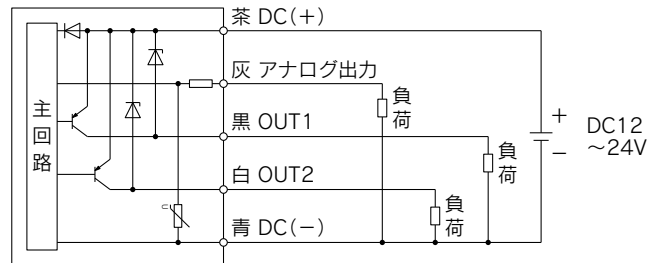 茶 DC(+)
灰 アナログ出力
主回路
負荷
黒 OUT1
+
DC12
～24V
−
負荷
白 OUT2
負荷
青 DC(−)